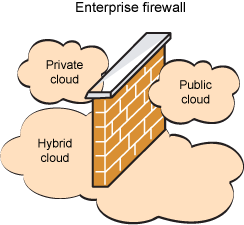 Enterprise firewall
Private
cloud
Public
cloud
Hybrid
cloud